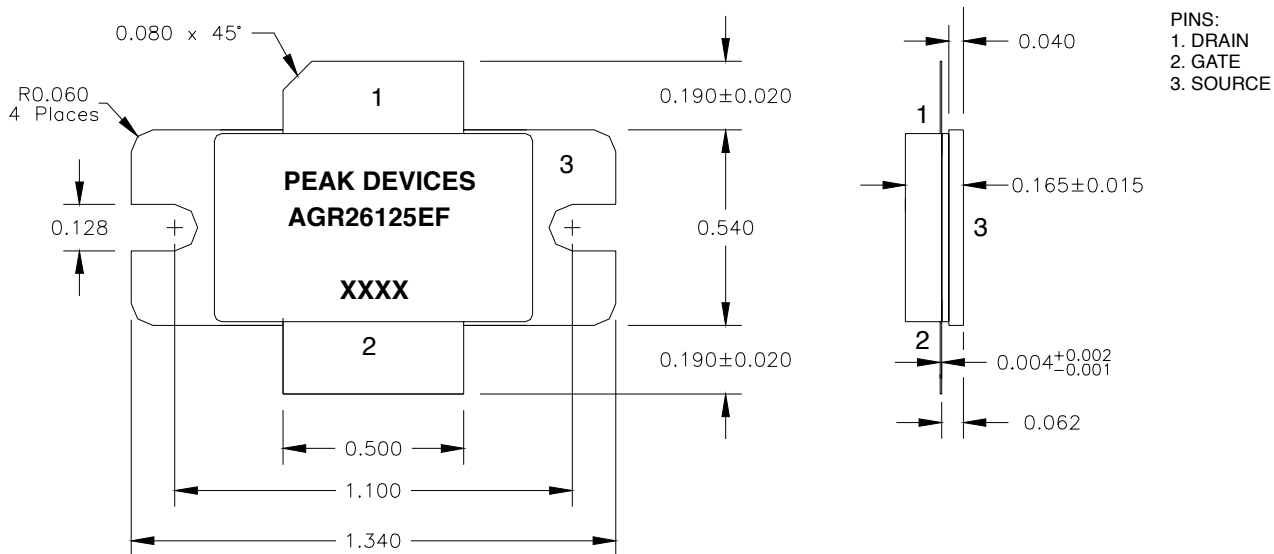 0.080 x 45°
R0.060
4 Places
1
0.190±0.020
3
PEAK DEVICES
AGR26125EF
XXXX
0.128
0.540
2
0.190±0.020
0.500
1.100
1.340
0.040
1
0.165±0.015
3
2
0.004+0.002
-0.001
0.062
PINS:
1. DRAIN
2. GATE
3. SOURCE